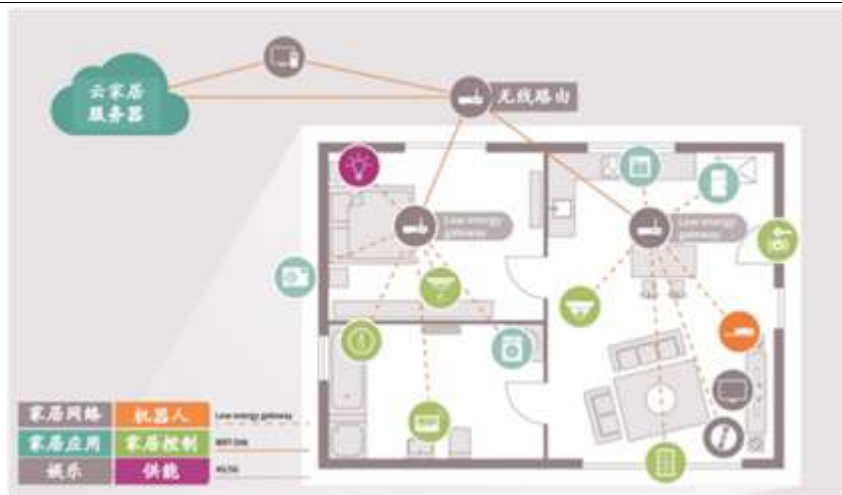 云家居
服务器
无线路由
Low energy
gateway
Low energy
gateway
家居网络
机器人
Low energy gateway
家居应用
家居控制
WIFI link
娱乐
供能
4G/5G